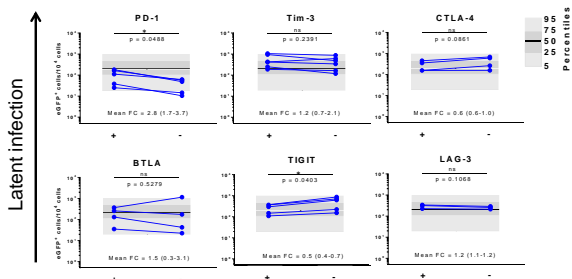 PD-1
*
p = 0.0488
Mean FC = 2.8 (1.7-3.7)
+ -
Tim-3
ns
p = 0.2391
Mean FC = 1.2 (0.7-2.1)
+ -
CTLA-4
ns
p = 0.0861
Mean FC = 0.6 (0.6-1.0)
+ -
95
75
50
25
5
Percentiles
Latent infection
eGFP⁺ cells/10⁴ cells
BTLA
ns
p = 0.5279
Mean FC = 1.5 (0.3-3.1)
eGFP⁺ cells/10⁴ cells
TIGIT
*
p = 0.0403
Mean FC = 0.5 (0.4-0.7)
+ -
LAG-3
ns
p = 0.1068
Mean FC = 1.2 (1.1-1.2)
+ -